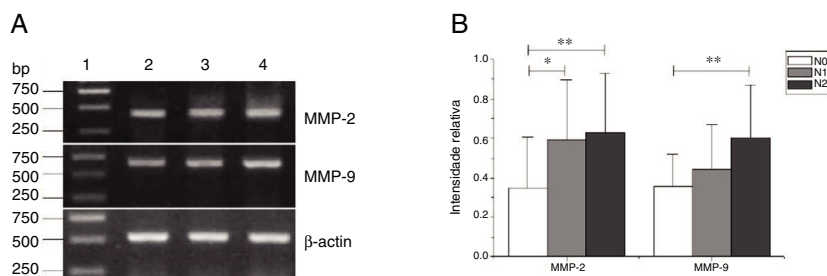 A
bp
1 2 3 4
750
500
250
MMP-2
750
500
250
MMP-9
750
500
250
β-actin
B
Intensidade relativa
1.0
0.8
0.6
0.4
0.2
0.0
**
*
**
MMP-2 MMP-9
N0
N1
N2